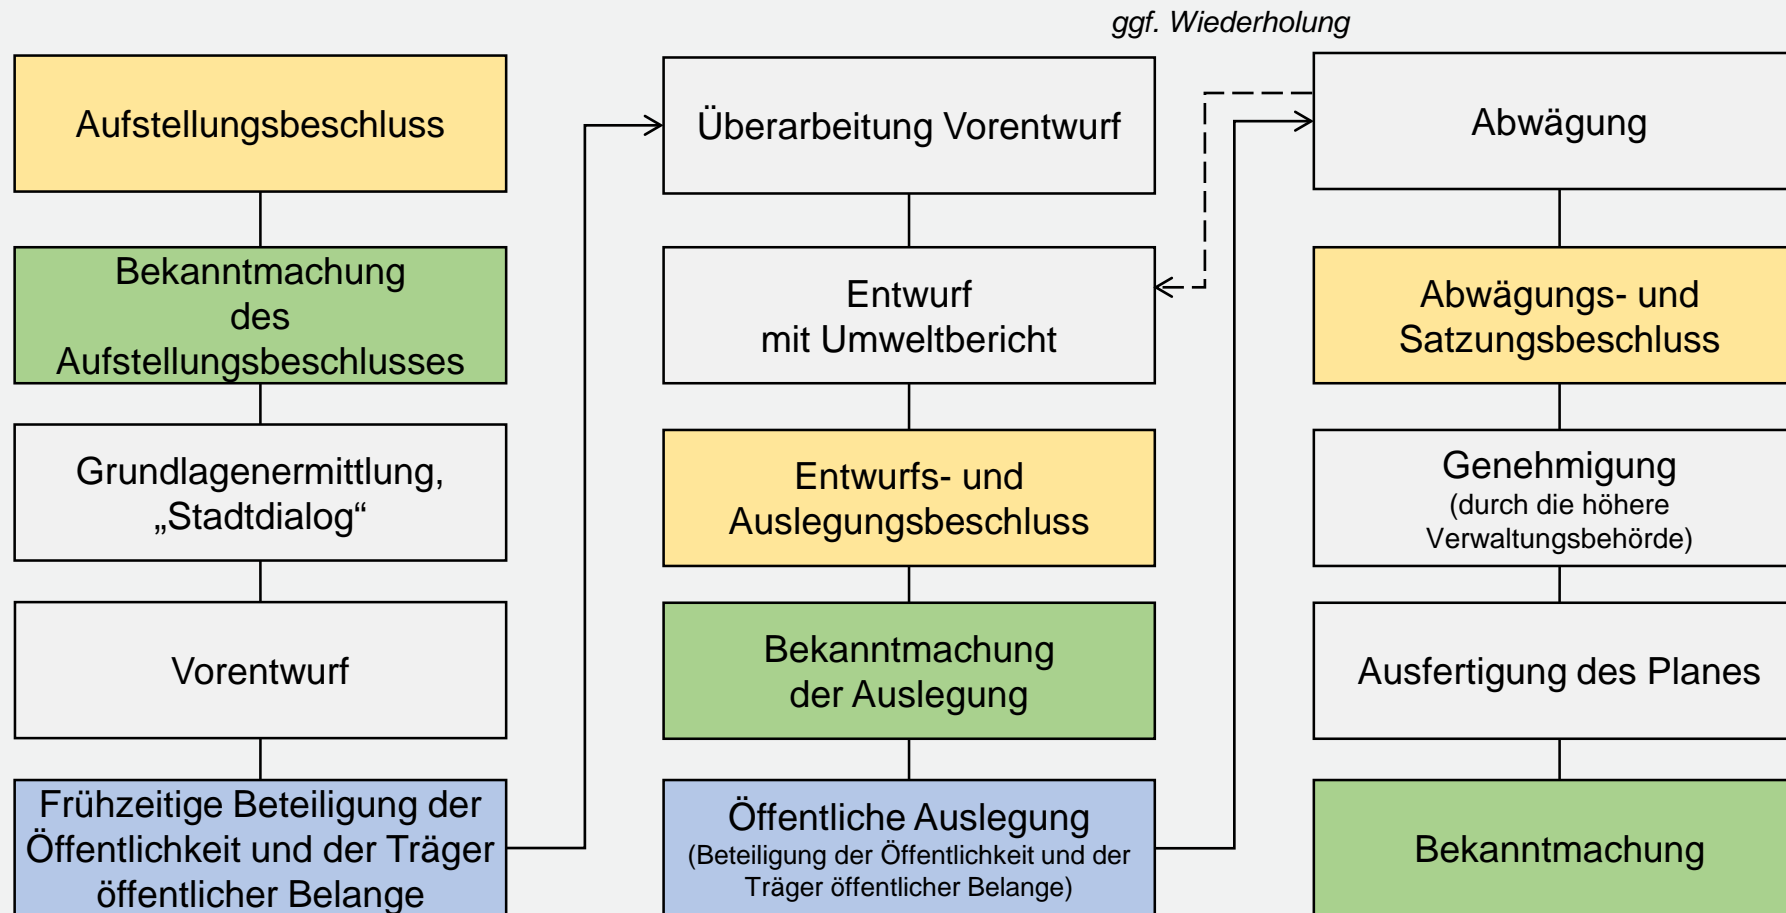 ggf. Wiederholung
Aufstellungsbeschluss
Bekanntmachung
des
Aufstellungsbeschlusses
Grundlagenermittlung,
„Stadtdialog“
Vorentwurf
Frühzeitige Beteiligung der
Öffentlichkeit und der Träger
öffentlicher Belange
Überarbeitung Vorentwurf
Entwurf
mit Umweltbericht
Entwurfs- und
Auslegungsbeschluss
Bekanntmachung
der Auslegung
Öffentliche Auslegung
(Beteiligung der Öffentlichkeit und der
Träger öffentlicher Belange)
Abwägung
Abwägungs- und
Satzungsbeschluss
Genehmigung
(durch die höhere
Verwaltungsbehörde)
Ausfertigung des Planes
Bekanntmachung